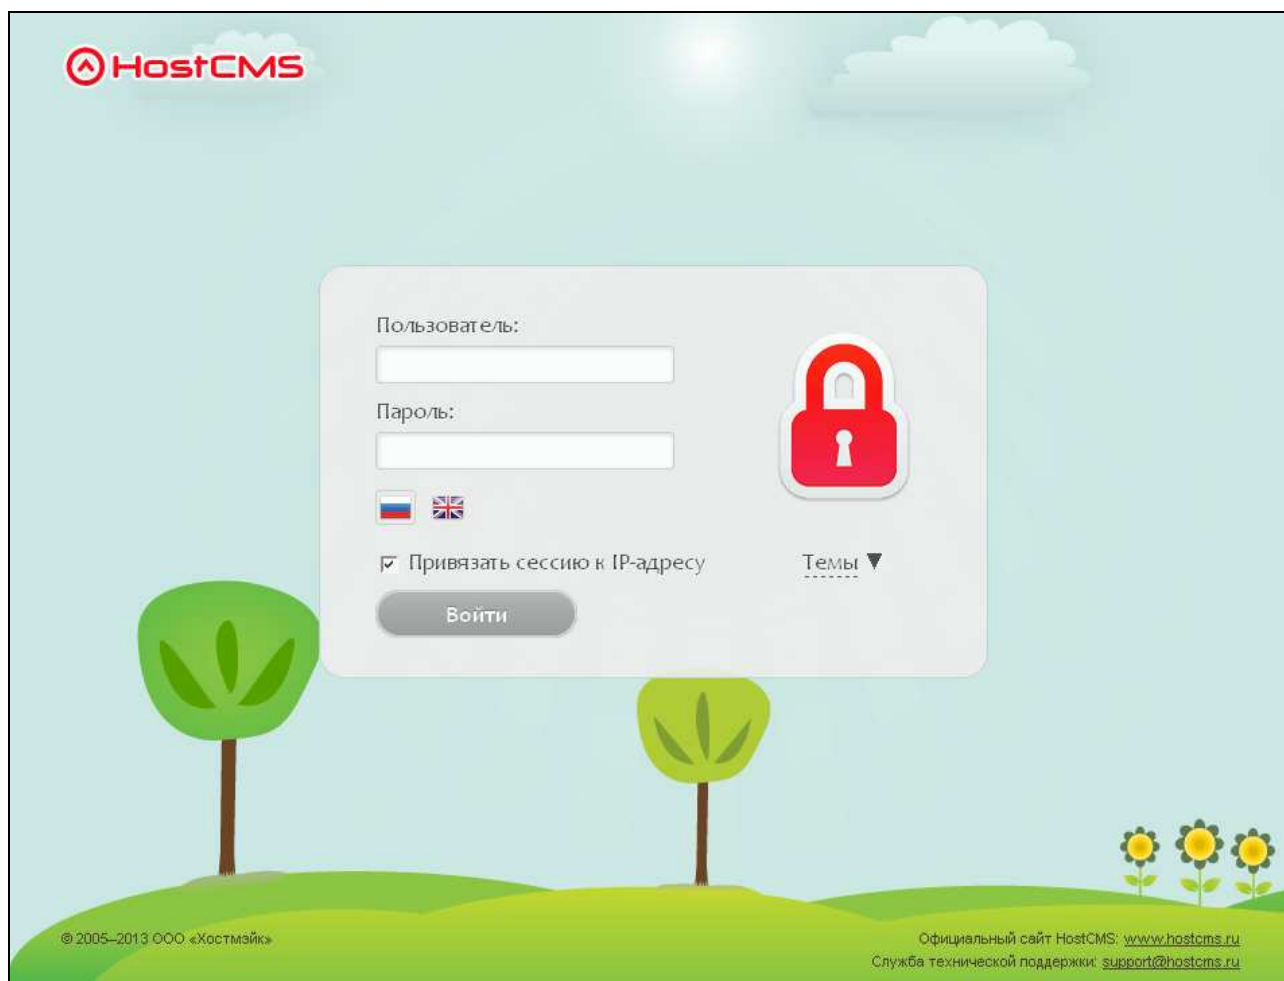 HostCMS
Пользователь:
Пароль:
Привязать сессию к IP-адресу
Темы ▼
Войти
© 2005–2013 ООО «Хостмэйк»
Официальный сайт HostCMS: www.hostcms.ru
Служба технической поддержки: support@hostcms.ru